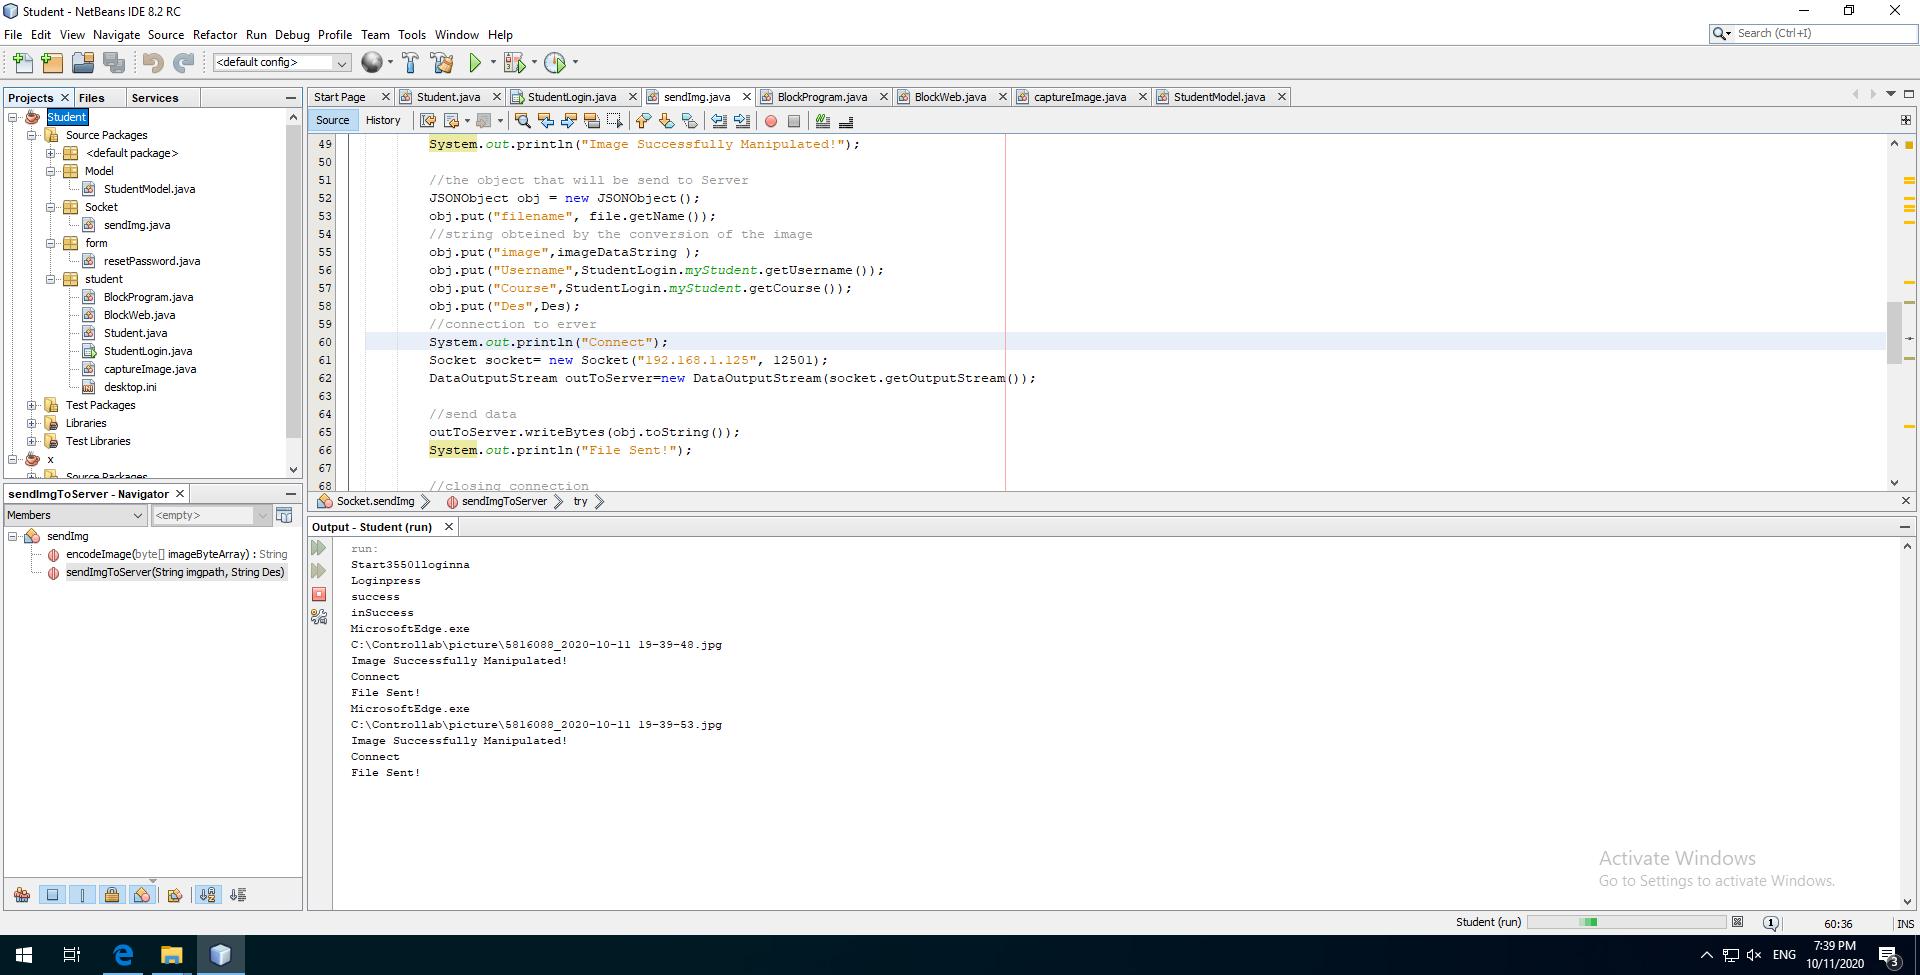 Student - NetBeans IDE 8.2 RC
File Edit View Navigate Source Refactor Run Debug Profile Team Tools Window Help
Search (Ctrl+I)
<default config>
Projects Files Services
Start Page Student.java StudentLogin.java sendImg.java BlockProgram.java BlockWeb.java captureImage.java StudentModel.java
Source History
Student
Source Packages
<default package>
Model
StudentModel.java
Socket
sendImg.java
form
resetPassword.java
student
BlockProgram.java
BlockWeb.java
Student.java
StudentLogin.java
captureImage.java
desktop.ini
Test Packages
Libraries
Test Libraries
x
Source Packages
49 System.out.println("Image Successfully Manipulated!");
50
51 //the object that will be send to Server
52 JSONObject obj = new JSONObject();
53 obj.put("filename", file.getName());
54 //string obteined by the conversion of the image
55 obj.put("image",imageDataString );
56 obj.put("Username",StudentLogin.myStudent.getUsername());
57 obj.put("Course",StudentLogin.myStudent.getCourse());
58 obj.put("Des",Des);
59 //connection to erver
60 System.out.println("Connect");
61 Socket socket= new Socket("192.168.1.125", 12501);
62 DataOutputStream outToServer=new DataOutputStream(socket.getOutputStream());
63
64 //send data
65 outToServer.writeBytes(obj.toString());
66 System.out.println("File Sent!");
67
68 //closing connection
Socket.sendImg sendImgToServer try
sendImgToServer - Navigator
Members <empty>
sendImg
encodeImage(byte[] imageByteArray) : String
sendImgToServer(String imgpath, String Des)
Output - Student (run)
run:
Start35501loginna
Loginpress
success
inSuccess
MicrosoftEdge.exe
C:\Controllab\picture\5816088_2020-10-11 19-39-48.jpg
Image Successfully Manipulated!
Connect
File Sent!
MicrosoftEdge.exe
C:\Controllab\picture\5816088_2020-10-11 19-39-53.jpg
Image Successfully Manipulated!
Connect
File Sent!
Activate Windows
Go to Settings to activate Windows.
Student (run) 1 60:36 INS
ENG 7:39 PM
10/11/2020 3